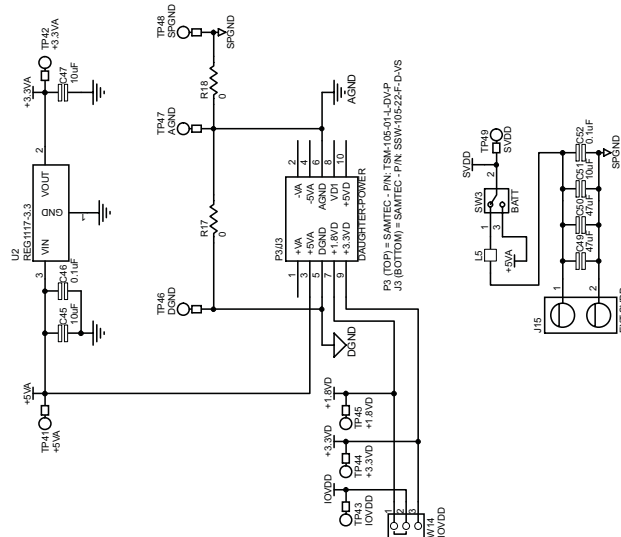 TP48
SPGND
SPGND
R18
0
TP47
AGND
AGND
R17
0
TP46
DGND
DGND
TP42
+3.3VA
+3.3VA
C47
10uF
2
VOUT
GND
1
VIN
3
U2
REG1117-3.3
C46
0.1uF
C45
10uF
+5VA
TP41
+5VA
P3J3
-VA
-5VA
AGND
VD1
+5VD
+VA
+5VA
DGND
+1.8VD
+3.3VD
2
4
6
8
10
1
3
5
7
9
DAUGHTER-POWER
P3 (TOP) = SAMTEC - P/N: TSM-105-01-L-DV-P
J3 (BOTTOM) = SAMTEC - P/N: SSW-105-22-F-D-VS
+1.8VD
TP45
+1.8VD
+3.3VD
TP44
+3.3VD
IOVDD
TP43
IOVDD
1
2
3
W14
IOVDD
SVDD
TP49
SVDD
SW3
2
1
3
BATT
L5
+5VA
C52
0.1uF
C51
10uF
C50
47uF
C49
47uF
SPGND
J15
1
2